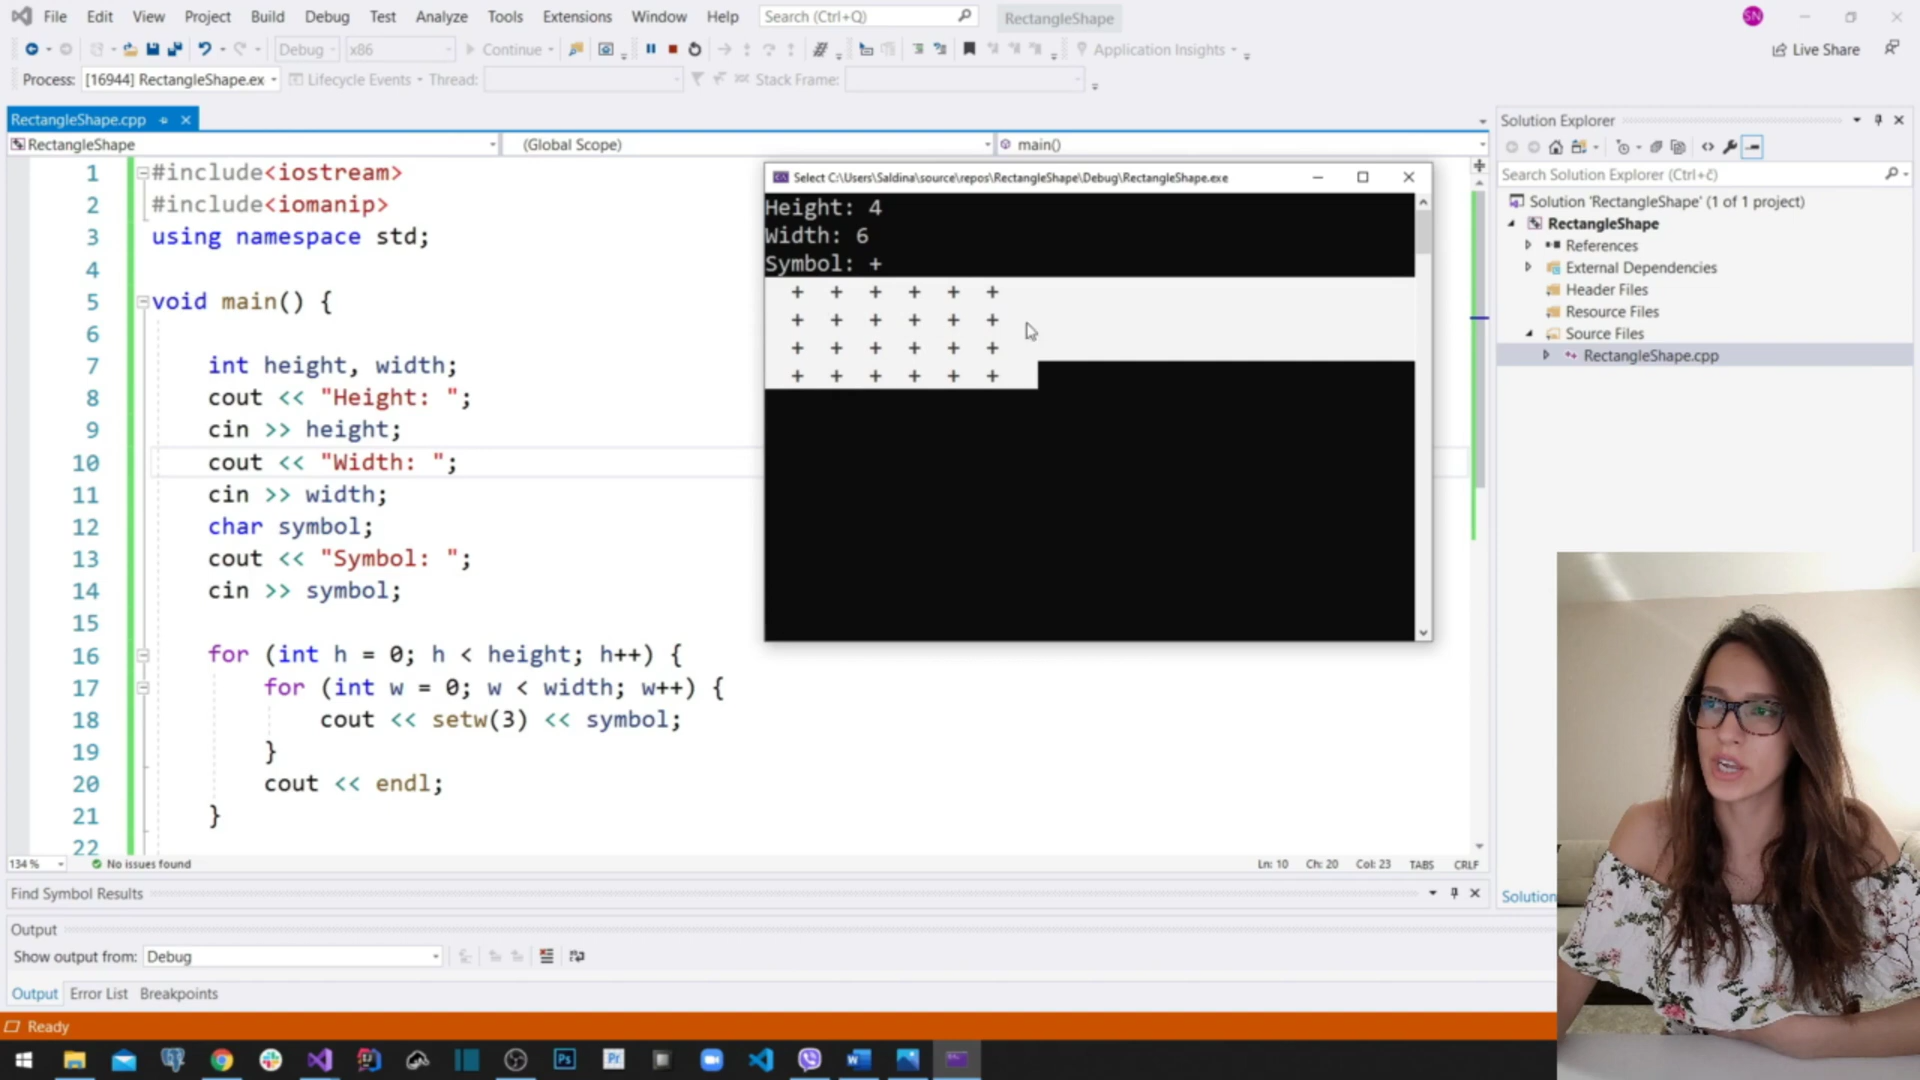 File Edit View Project Build Debug Test Analyze Tools Extensions Window Help Search (Ctrl+Q) RectangleShape SN
Debug x86 Continue Application Insights Live Share
Process: [16944] RectangleShape.ex Lifecycle Events Thread: Stack Frame:
RectangleShape.cpp
RectangleShape (Global Scope) main()
1 #include<iostream>
2 #include<iomanip>
3 using namespace std;
4
5 void main() {
6
7 int height, width;
8 cout << "Height: ";
9 cin >> height;
10 cout << "Width: ";
11 cin >> width;
12 char symbol;
13 cout << "Symbol: ";
14 cin >> symbol;
15
16 for (int h = 0; h < height; h++) {
17 for (int w = 0; w < width; w++) {
18 cout << setw(3) << symbol;
19 }
20 cout << endl;
21 }
22
Select C:\Users\Saldina\source\repos\RectangleShape\Debug\RectangleShape.exe
Height: 4
Width: 6
Symbol: +
+ + + + + +
+ + + + + +
+ + + + + +
+ + + + + +
Solution Explorer
Search Solution Explorer (Ctrl+č)
Solution 'RectangleShape' (1 of 1 project)
RectangleShape
References
External Dependencies
Header Files
Resource Files
Source Files
RectangleShape.cpp
134 % No issues found Ln: 10 Ch: 20 Col: 23 TABS CRLF
Find Symbol Results
Solution
Output
Show output from: Debug
Output Error List Breakpoints
Ready
Ps Pr